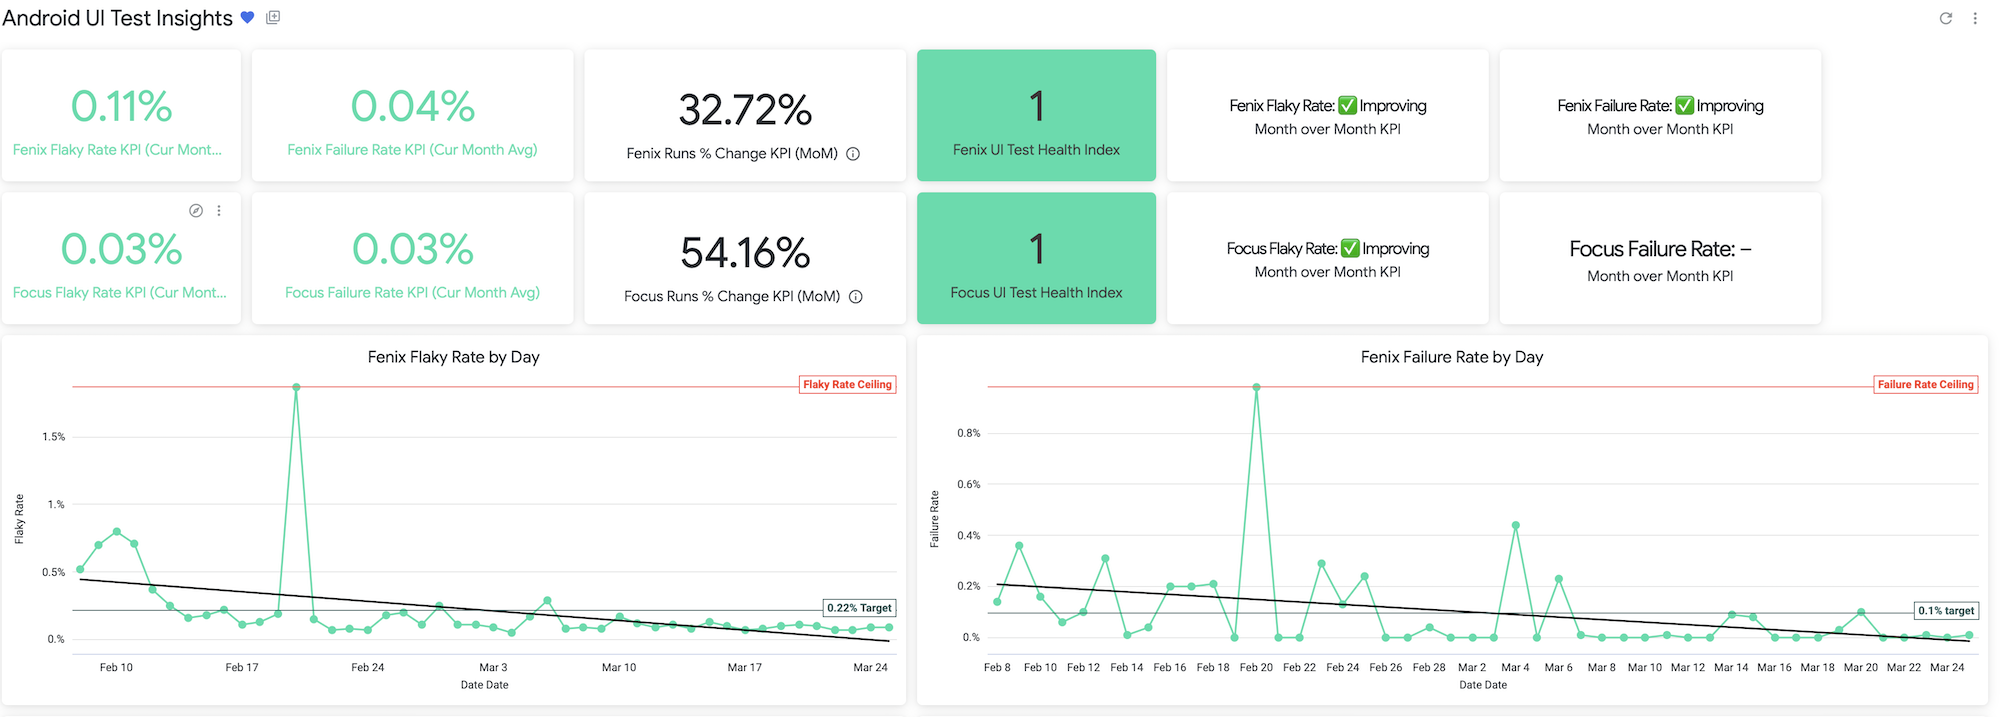 Android UI Test Insights
0.11%
Fenix Flaky Rate KPI (Cur Mont...
0.04%
Fenix Failure Rate KPI (Cur Month Avg)
32.72%
Fenix Runs % Change KPI (MoM)
1
Fenix UI Test Health Index
Fenix Flaky Rate: ✅ Improving
Month over Month KPI
Fenix Failure Rate: ✅ Improving
Month over Month KPI
0.03%
Focus Flaky Rate KPI (Cur Mont...
0.03%
Focus Failure Rate KPI (Cur Month Avg)
54.16%
Focus Runs % Change KPI (MoM)
1
Focus UI Test Health Index
Focus Flaky Rate: ✅ Improving
Month over Month KPI
Focus Failure Rate: –
Month over Month KPI
Fenix Flaky Rate by Day
Flaky Rate Ceiling
1.5%
1.%
0.5%
0.%
0.22% Target
Flaky Rate
Feb 10 Feb 17 Feb 24 Mar 3 Mar 10 Mar 17 Mar 24
Date Date
Fenix Failure Rate by Day
Failure Rate Ceiling
0.8%
0.6%
0.4%
0.2%
0.%
0.1% target
Failure Rate
Feb 8 Feb 10 Feb 12 Feb 14 Feb 16 Feb 18 Feb 20 Feb 22 Feb 24 Feb 26 Feb 28 Mar 2 Mar 4 Mar 6 Mar 8 Mar 10 Mar 12 Mar 14 Mar 16 Mar 18 Mar 20 Mar 22 Mar 24
Date Date